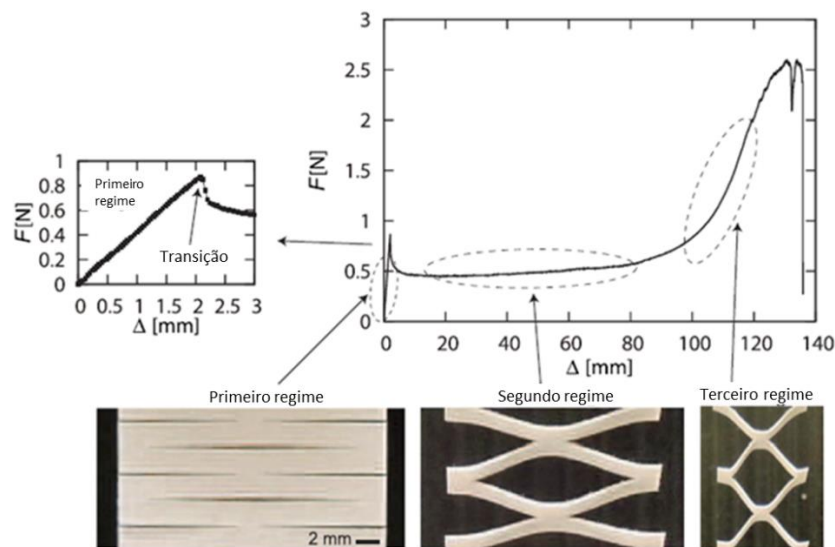 3
2.5
2
1.5
1
0.5
0
F[N]
0 20 40 60 80 100 120 140
Δ [mm]
1
0.8
0.6
0.4
0.2
0
F[N]
Primeiro
regime
Transição
0 0.5 1 1.5 2 2.5 3
Δ [mm]
Primeiro regime
Segundo regime
Terceiro regime
2 mm